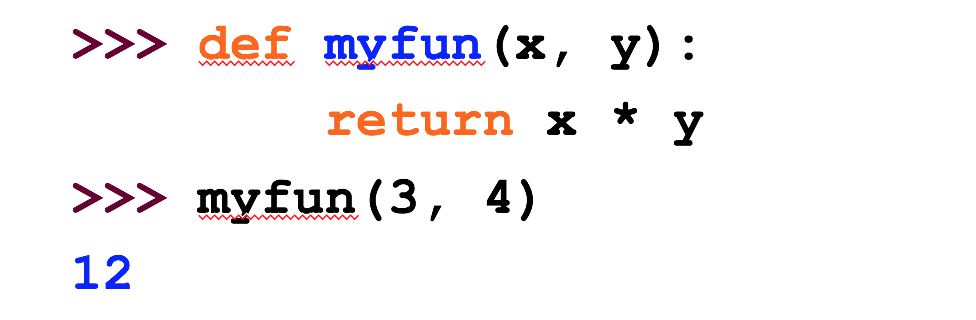 >>> def myfun(x, y):
return x * y
>>> myfun(3, 4)
12